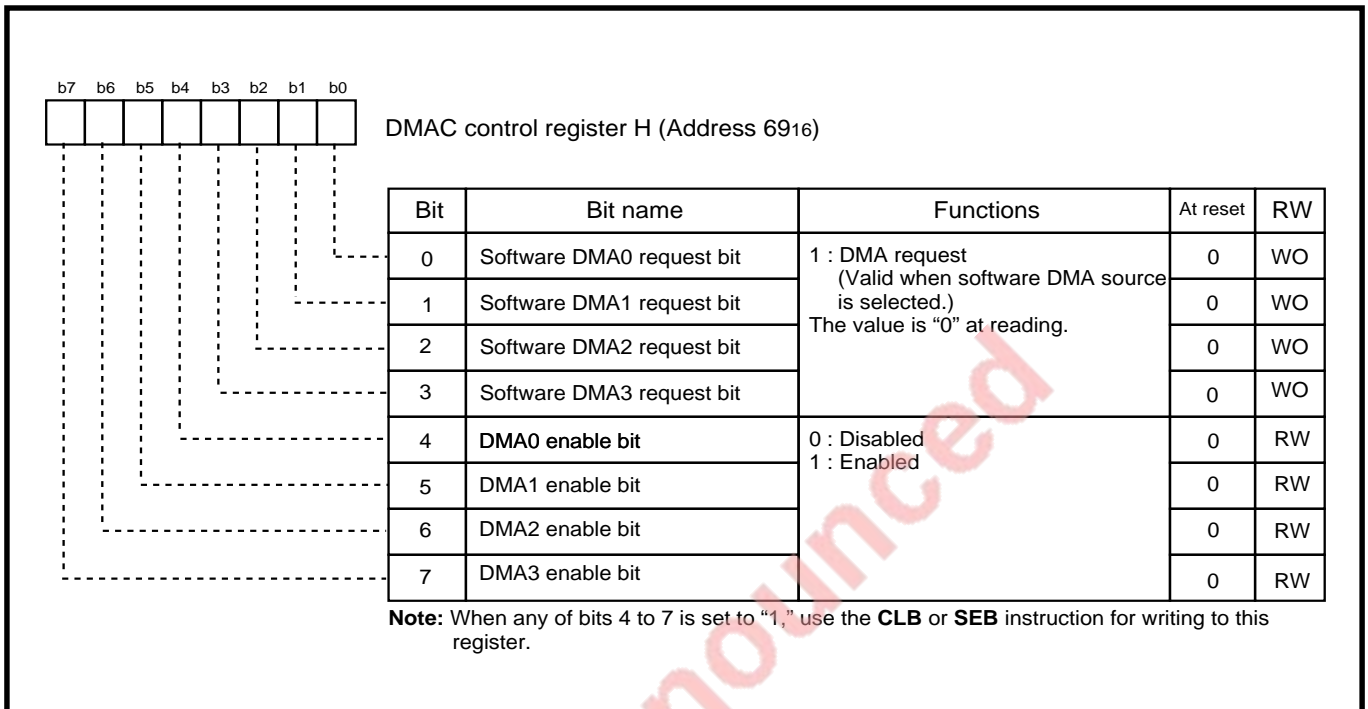 b7 b6 b5 b4 b3 b2 b1 b0
DMAC control register H (Address 6916)
Bit Bit name Functions At reset RW
0 Software DMA0 request bit 1 : DMA request 0 WO
(Valid when software DMA source
1 Software DMA1 request bit is selected.) 0 WO
The value is “0” at reading.
2 Software DMA2 request bit 0 WO
3 Software DMA3 request bit 0 WO
4 DMA0 enable bit 0 : Disabled 0 RW
1 : Enabled
5 DMA1 enable bit 0 RW
6 DMA2 enable bit 0 RW
7 DMA3 enable bit 0 RW
Note: When any of bits 4 to 7 is set to “1,” use the CLB or SEB instruction for writing to this
register.